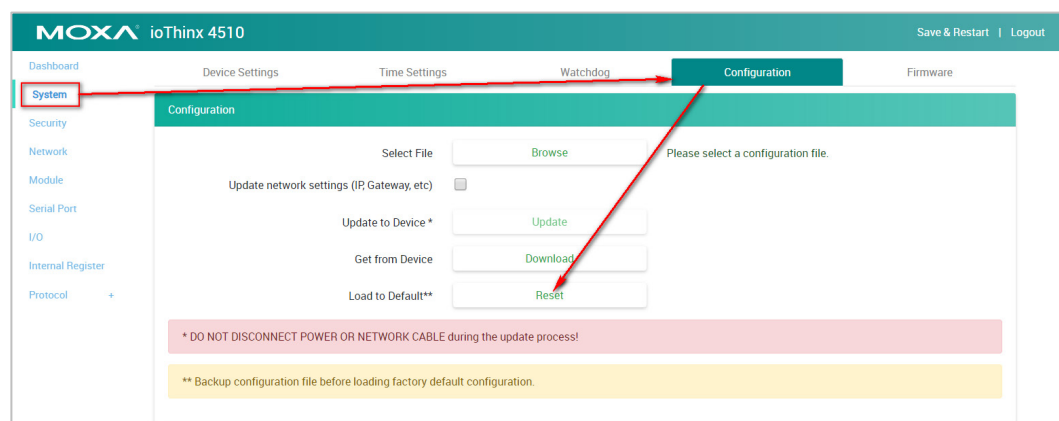 MOXA ioThinx 4510 Save & Restart | Logout
Dashboard
Device Settings Time Settings Watchdog Configuration Firmware
System
Configuration
Security
Network
Select File Browse Please select a configuration file.
Module
Update network settings (IP, Gateway, etc)
Serial Port
Update to Device * Update
I/O
Get from Device Download
Internal Register
Protocol +
Load to Default** Reset
* DO NOT DISCONNECT POWER OR NETWORK CABLE during the update process!
** Backup configuration file before loading factory default configuration.